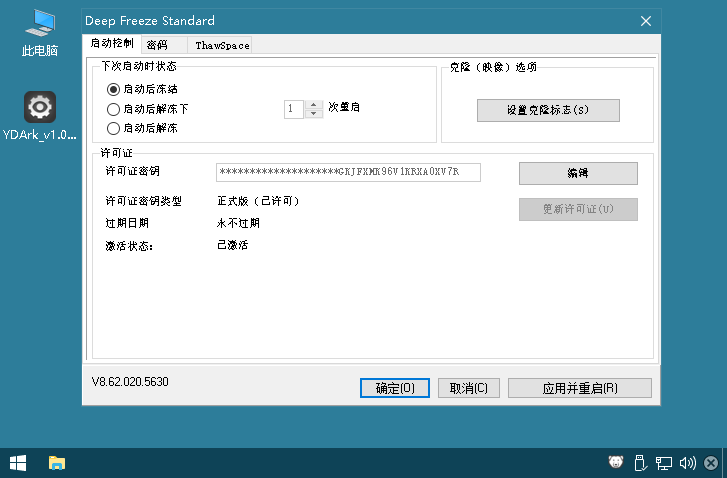 Deep Freeze Standard
此电脑
YDArk_v1.0...
启动控制 密码 ThawSpace
下次启动时状态
启动后冻结
启动后解冻下 1 次重启
启动后解冻
克隆（映像）选项
设置克隆标志(S)
许可证
许可证密钥 *********************GKJFXMK96V1KRXA0XV7R 编辑
许可证密钥类型 正式版（已许可） 更新许可证(U)
过期日期 永不过期
激活状态: 已激活
V8.62.020.5630
确定(O) 取消(C) 应用并重启(R)